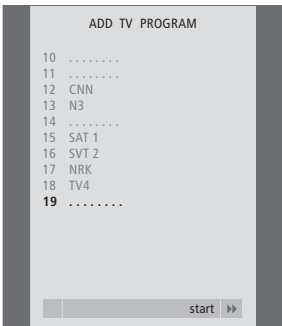 ADD TV PROGRAM
10 ........
11 ........
12 CNN
13 N3
14 ........
15 SAT 1
16 SVT 2
17 NRK
18 TV4
19 ........
start